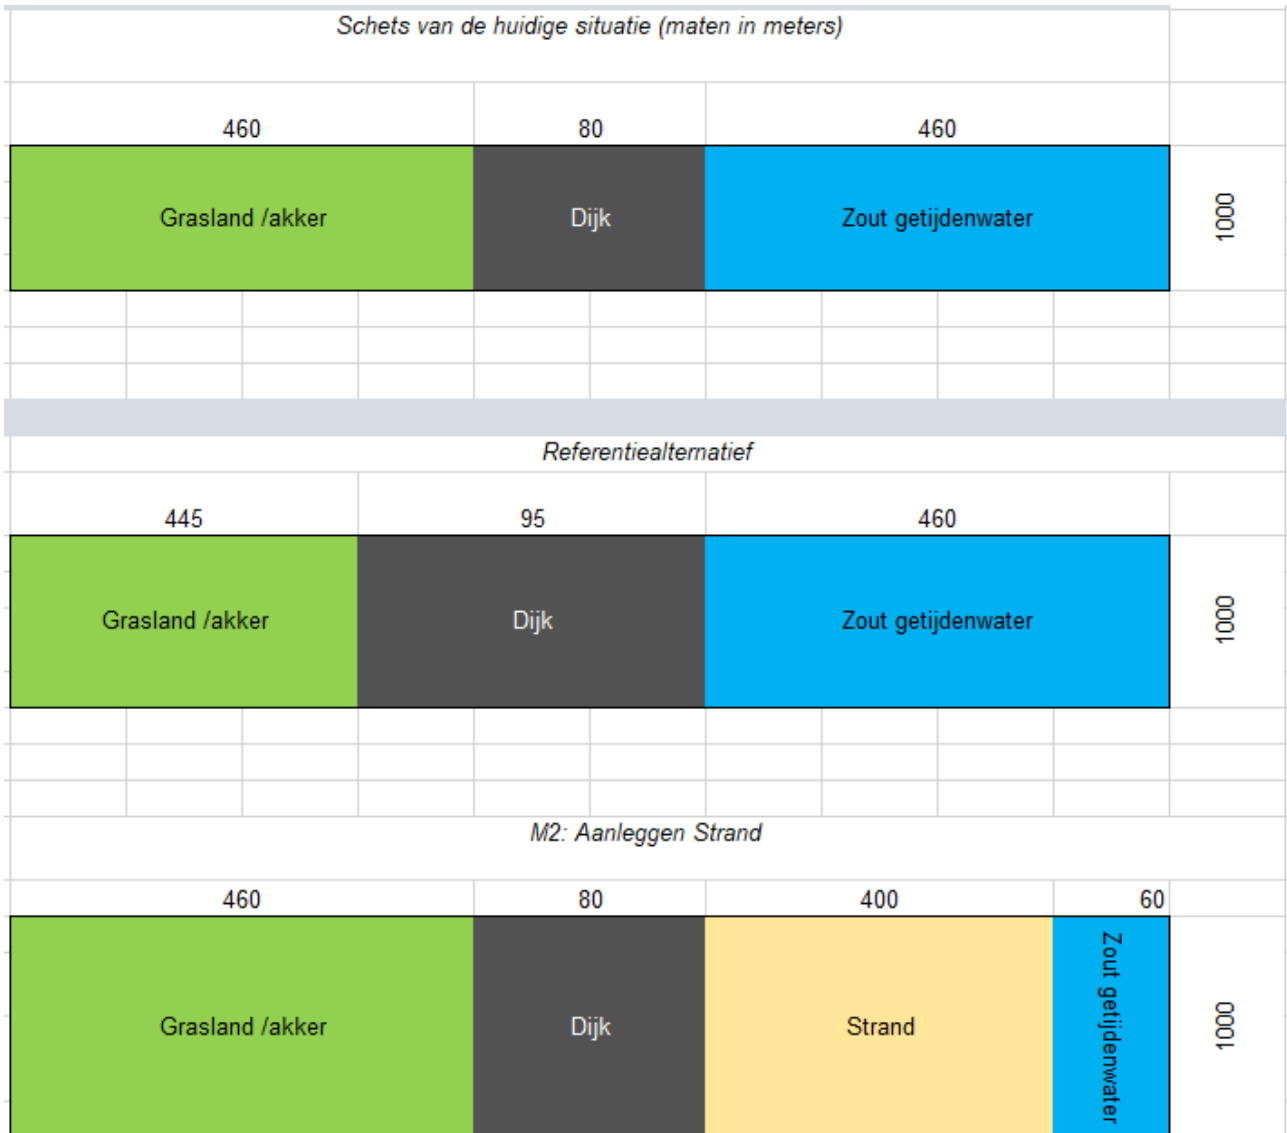 Schets van de huidige situatie (maten in meters)
460 80 460
Grasland /akker Dijk Zout getijdenwater 1000
Referentiealternatief
445 95 460
Grasland /akker Dijk Zout getijdenwater 1000
M2: Aanleggen Strand
460 80 400 60
Grasland /akker Dijk Strand Zout getijdenwater 1000